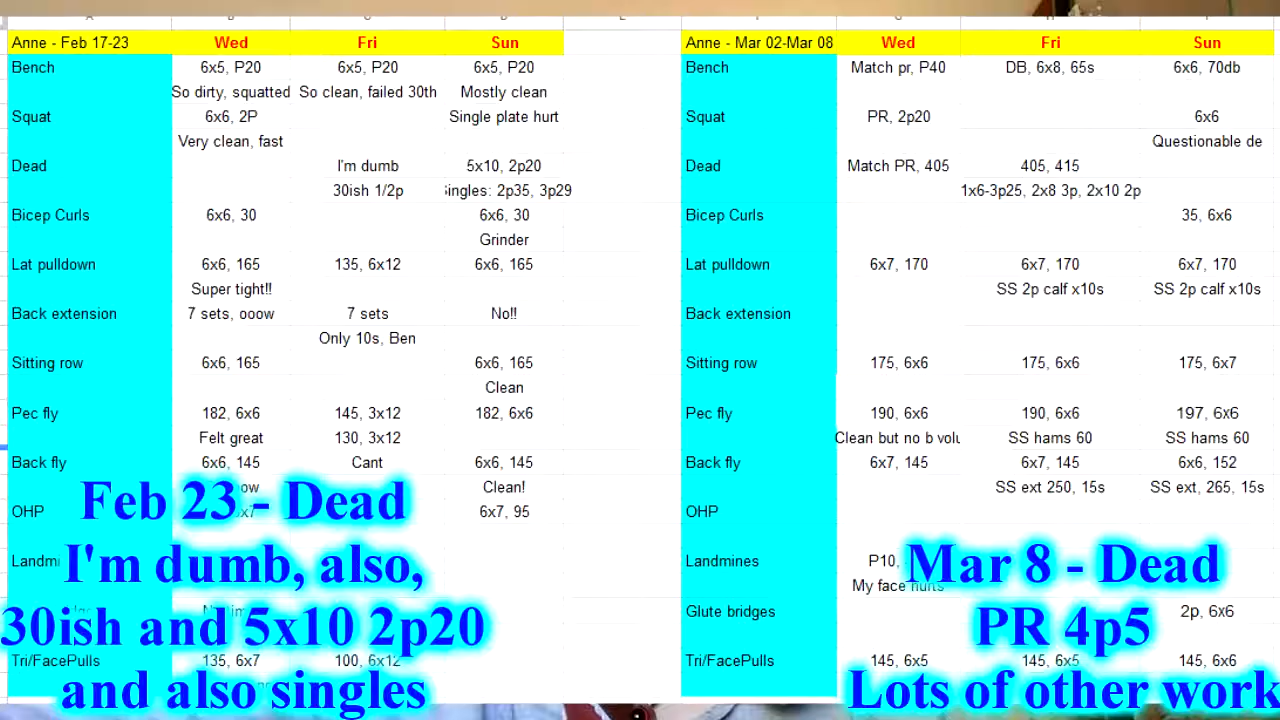 Anne - Feb 17-23 Wed Fri Sun
Bench 6x5, P20 6x5, P20 6x5, P20
So dirty, squatted So clean, failed 30th Mostly clean
Squat 6x6, 2P Single plate hurt
Very clean, fast
Dead I'm dumb 5x10, 2p20
30ish 1/2p Singles: 2p35, 3p29
Bicep Curls 6x6, 30 6x6, 30
Grinder
Lat pulldown 6x6, 165 135, 6x12 6x6, 165
Super tight!!
Back extension 7 sets, ooow 7 sets No!!
Only 10s, Ben
Sitting row 6x6, 165 6x6, 165
Clean
Pec fly 182, 6x6 145, 3x12 182, 6x6
Felt great 130, 3x12
Back fly 6x6, 145 Cant 6x6, 145
Clean!
OHP 6x7, 95
Tri/FacePulls 135, 6x7 100, 6x12
Anne - Mar 02-Mar 08 Wed Fri Sun
Bench Match pr, P40 DB, 6x8, 65s 6x6, 70db
Squat PR, 2p20 6x6
Questionable de
Dead Match PR, 405 405, 415
1x6-3p25, 2x8 3p, 2x10 2p
Bicep Curls 35, 6x6
Lat pulldown 6x7, 170 6x7, 170 6x7, 170
SS 2p calf x10s SS 2p calf x10s
Back extension
Sitting row 175, 6x6 175, 6x6 175, 6x7
Pec fly 190, 6x6 190, 6x6 197, 6x6
Clean but no b volu SS hams 60 SS hams 60
Back fly 6x7, 145 6x7, 145 6x6, 152
SS ext 250, 15s SS ext, 265, 15s
OHP
Landmines P10,
My face hurts
Glute bridges 2p, 6x6
Tri/FacePulls 145, 6x5 145, 6x5 145, 6x6
Feb 23 - Dead
I'm dumb, also,
30ish and 5x10 2p20
and also singles
Mar 8 - Dead
PR 4p5
Lots of other work